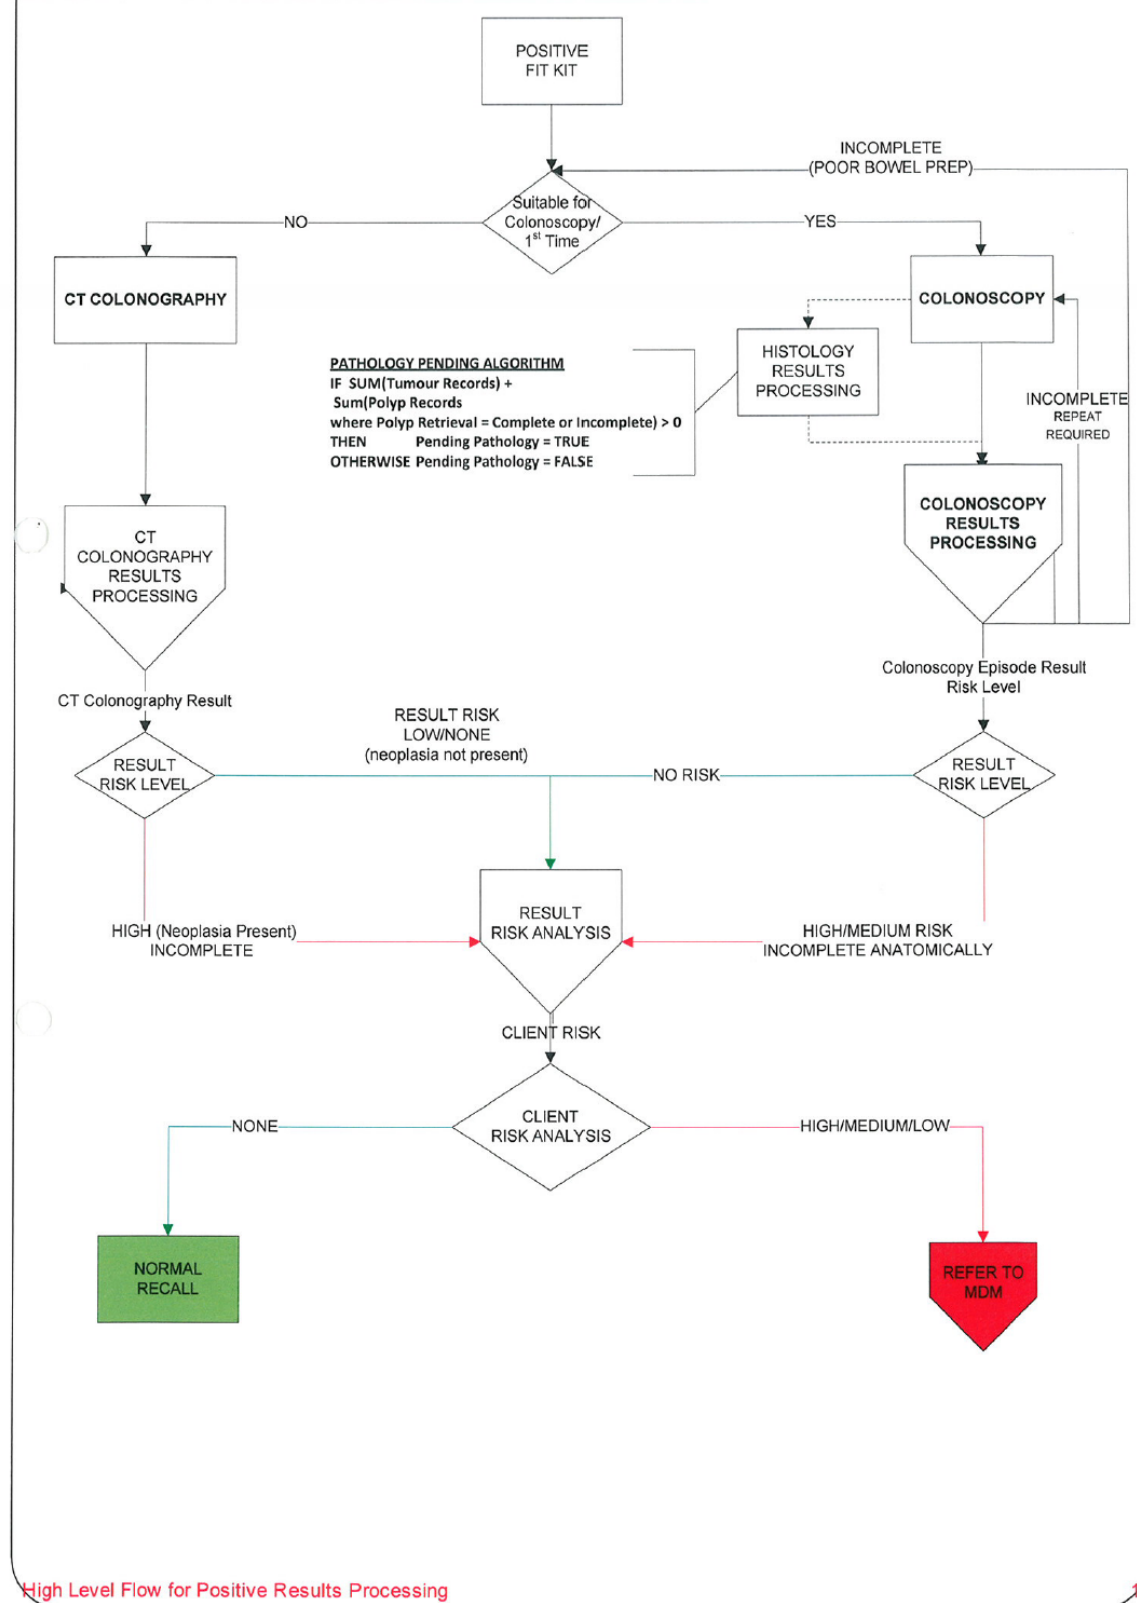 POSITIVE
FIT KIT
INCOMPLETE
(POOR BOWEL PREP)
Suitable for
Colonoscopy/
1st Time
NO
YES
CT COLONOGRAPHY
COLONOSCOPY
HISTOLOGY
RESULTS
PROCESSING
PATHOLOGY PENDING ALGORITHM
IF SUM(Tumour Records) +
Sum(Polyp Records
where Polyp Retrieval = Complete or Incomplete) > 0
THEN Pending Pathology = TRUE
OTHERWISE Pending Pathology = FALSE
INCOMPLETE
REPEAT
REQUIRED
CT
COLONOGRAPHY
RESULTS
PROCESSING
COLONOSCOPY
RESULTS
PROCESSING
CT Colonography Result
Colonoscopy Episode Result
Risk Level
RESULT RISK
LOW/NONE
(neoplasia not present)
RESULT
RISK LEVEL
NO RISK
RESULT
RISK LEVEL
HIGH (Neoplasia Present)
INCOMPLETE
RESULT
RISK ANALYSIS
HIGH/MEDIUM RISK
INCOMPLETE ANATOMICALLY
CLIENT RISK
CLIENT
RISK ANALYSIS
NONE
HIGH/MEDIUM/LOW
NORMAL
RECALL
REFER TO
MDM
High Level Flow for Positive Results Processing
1